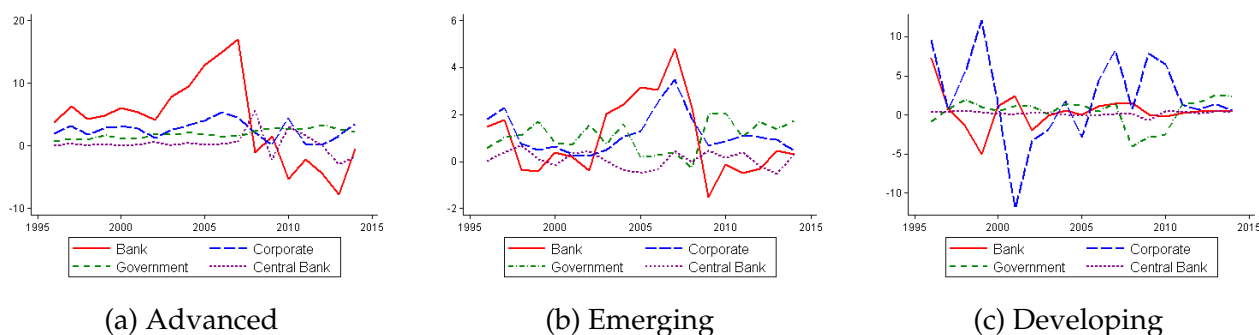 20
10
0
-10
1995 2000 2005 2010 2015
Bank Corporate
Government Central Bank
(a) Advanced
6
4
2
0
-2
1995 2000 2005 2010 2015
Bank Corporate
Government Central Bank
(b) Emerging
10
5
0
-5
-10
1995 2000 2005 2010 2015
Bank Corporate
Government Central Bank
(c) Developing